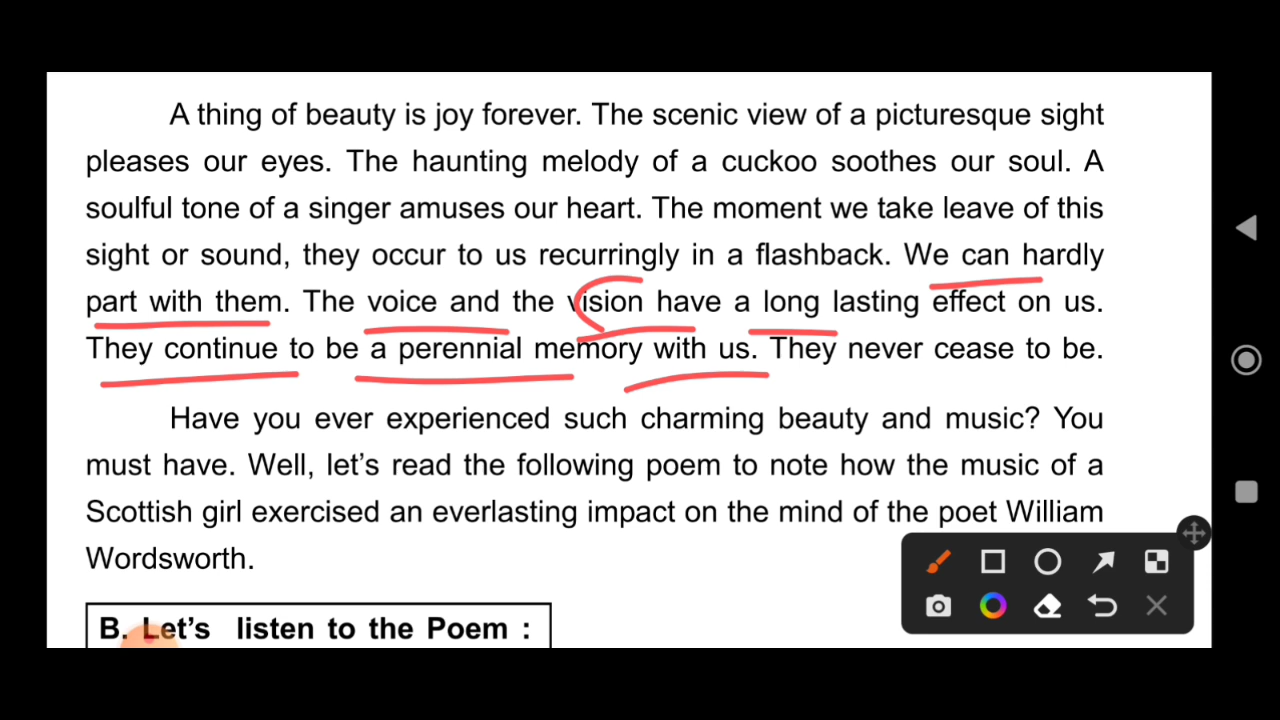 A thing of beauty is joy forever. The scenic view of a picturesque sight
pleases our eyes. The haunting melody of a cuckoo soothes our soul. A
soulful tone of a singer amuses our heart. The moment we take leave of this
sight or sound, they occur to us recurringly in a flashback. We can hardly
part with them. The voice and the vision have a long lasting effect on us.
They continue to be a perennial memory with us. They never cease to be.
Have you ever experienced such charming beauty and music? You
must have. Well, let's read the following poem to note how the music of a
Scottish girl exercised an everlasting impact on the mind of the poet William
Wordsworth.
B. Let's listen to the Poem :